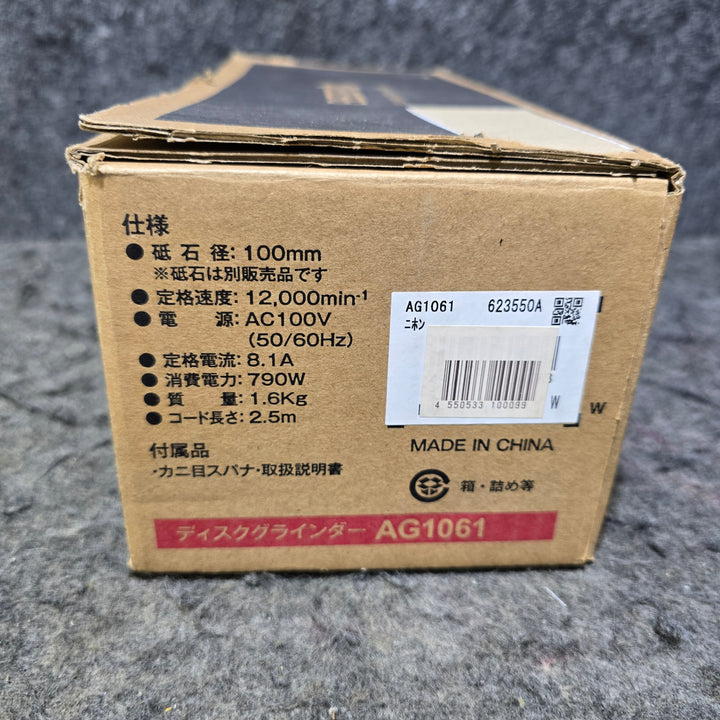 仕様
●砥石径:100mm
※砥石は別販売品です
●定格速度:12,000min-1
●電源:AC100V
(50/60Hz)
●定格電流:8.1A
●消費電力:790W
●質量:1.6Kg
●コード長さ:2.5m
付属品
・カニ目スパナ・取扱説明書
AG1061 623550A
ニホン
4 550533 100099
W
W
MADE IN CHINA
箱・詰め等
ディスクグラインダー AG1061